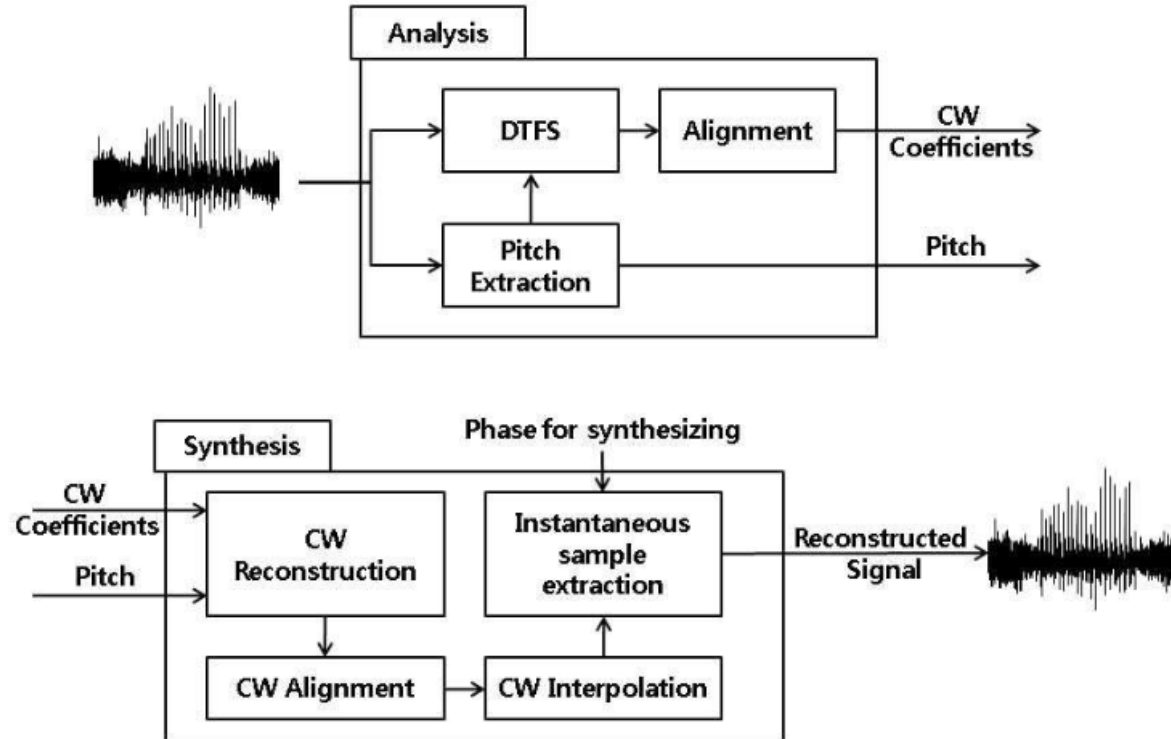 Analysis
DTFS
Alignment
CW
Coefficients
Pitch
Extraction
Pitch
Phase for synthesizing
Synthesis
CW
Coefficients
Pitch
CW
Reconstruction
Instantaneous
sample
extraction
Reconstructed
Signal
CW Alignment
CW Interpolation